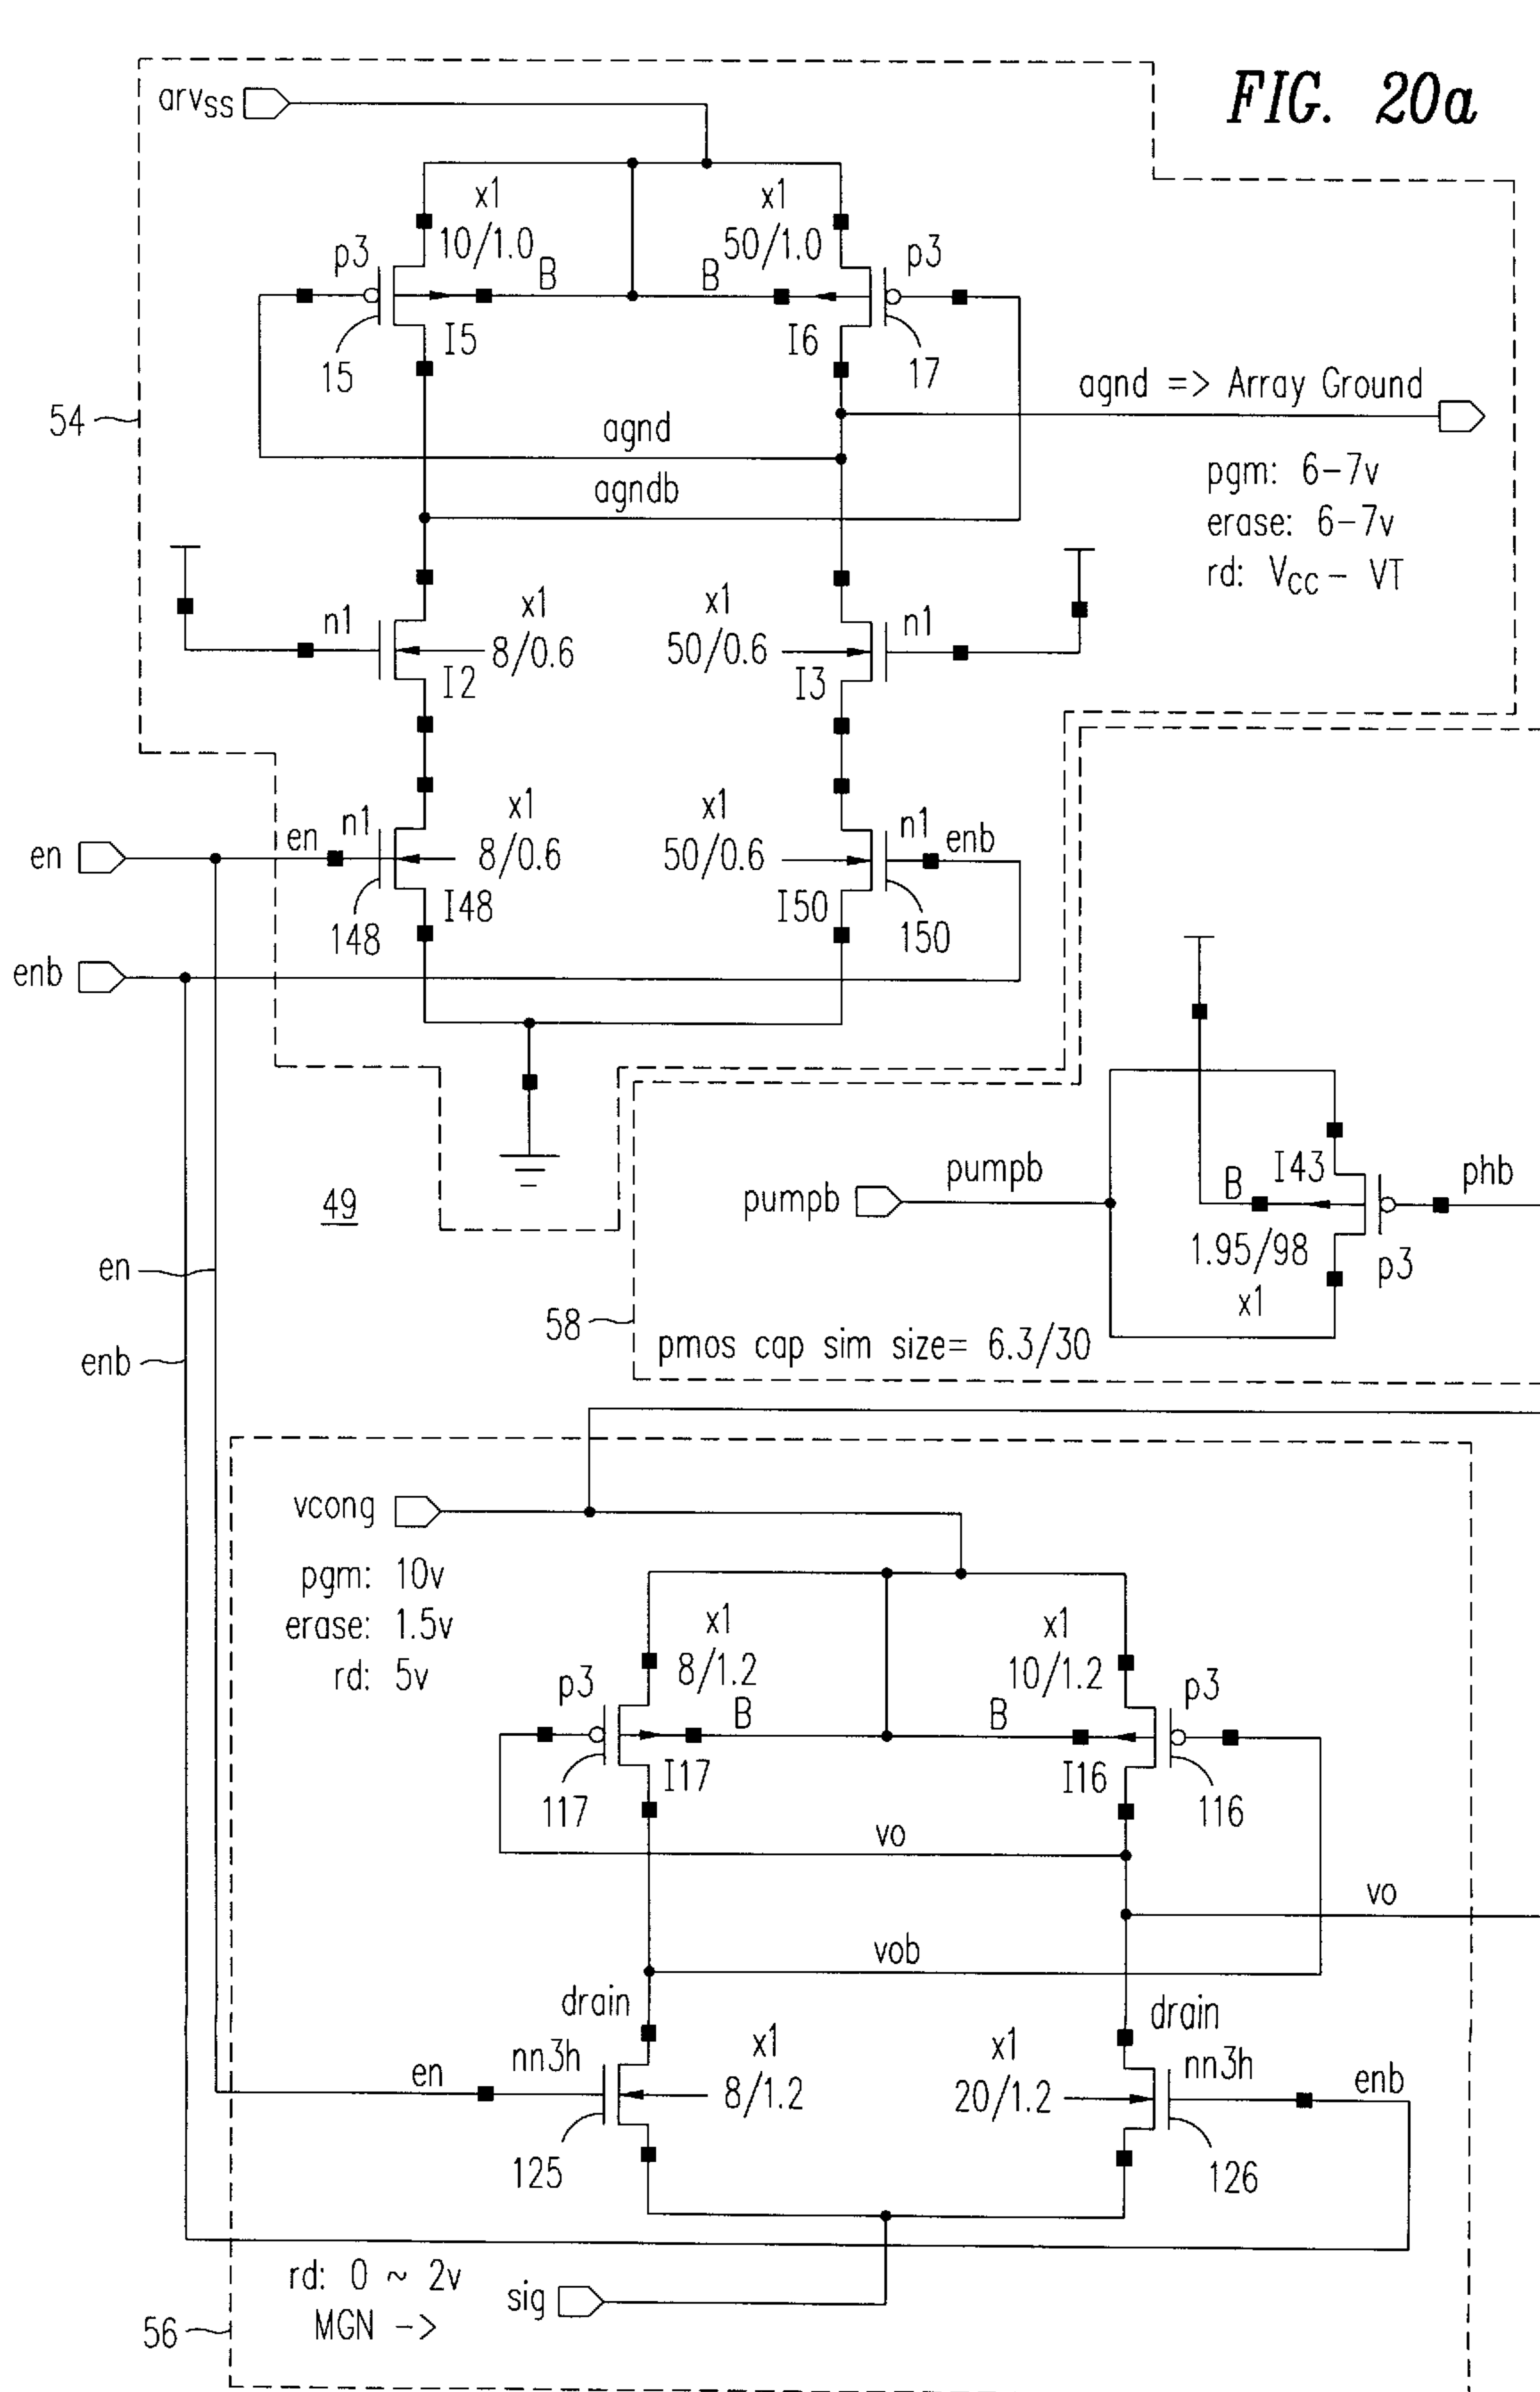 FIG. 20a
arvSS
x1
10/1.0
x1
50/1.0
p3
B
B
p3
I5
I6
15
17
agnd => Array Ground
54
agnd
pgm: 6-7v
agndb
erase: 6-7v
rd: VCC - VT
n1
x1
8/0.6
I2
x1
50/0.6
n1
I3
en
en
n1
x1
8/0.6
I48
148
x1
50/0.6
n1
enb
I50
150
enb
49
pumpb
pumpb
B
I43
phb
1.95/98
p3
x1
en
58
pmos cap sim size= 6.3/30
enb
vcong
pgm: 10v
erase: 1.5v
rd: 5v
x1
8/1.2
x1
10/1.2
p3
B
B
p3
I17
I16
117
116
vo
vo
vob
drain
drain
en
nn3h
x1
8/1.2
x1
20/1.2
nn3h
enb
125
126
rd: 0 ~ 2v
MGN ->
sig
56